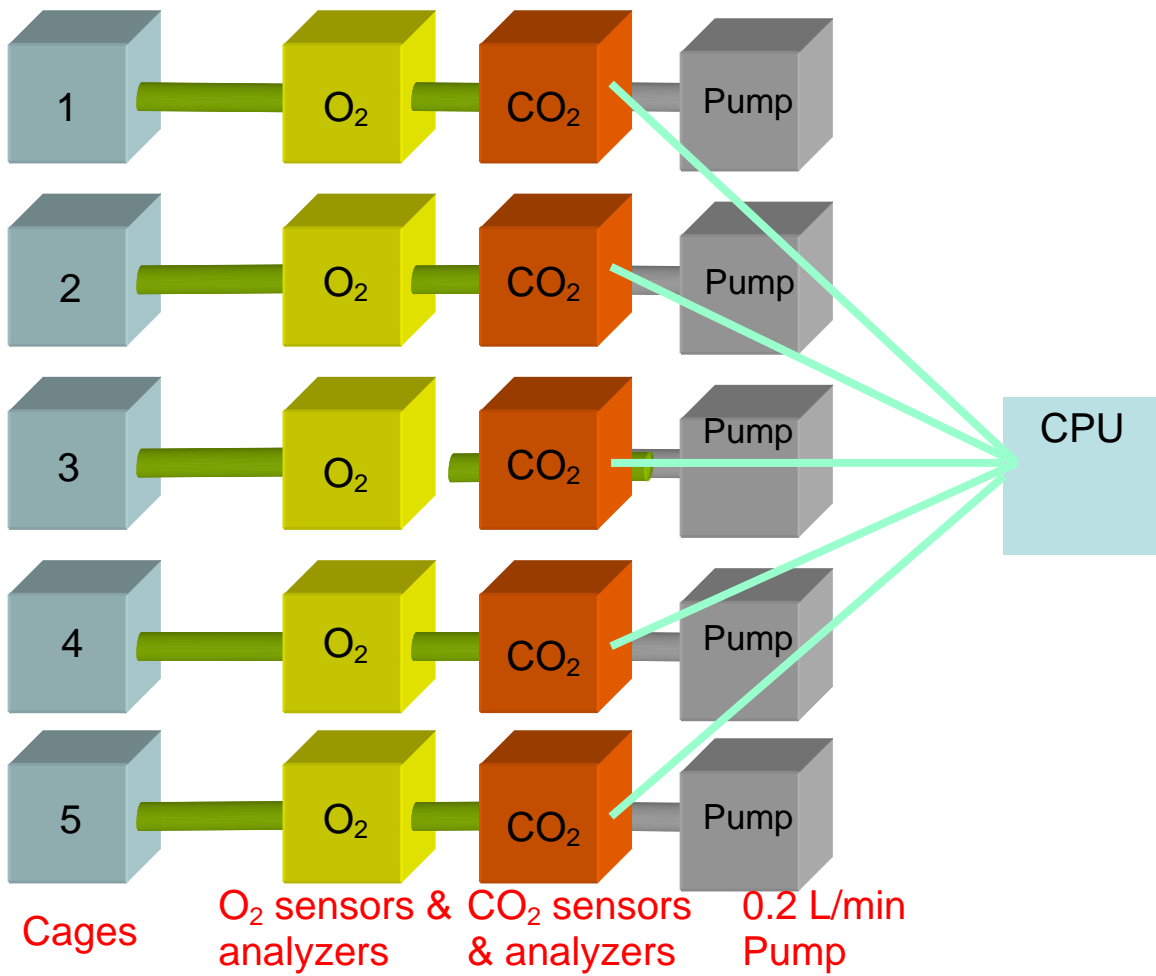 1 O₂ CO₂ Pump
2 O₂ CO₂ Pump
3 O₂ CO₂ Pump
CPU
4 O₂ CO₂ Pump
5 O₂ CO₂ Pump
Cages
O₂ sensors &
analyzers
CO₂ sensors
& analyzers
0.2 L/min
Pump